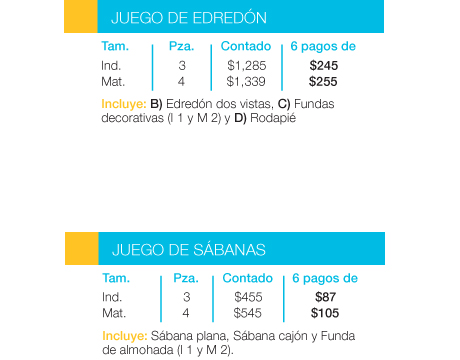 JUEGO DE EDREDÓN
Tam. Pza. Contado 6 pagos de
Ind. 3 $1,285 $245
Mat. 4 $1,339 $255
Incluye: B) Edredón dos vistas, C) Fundas
decorativas (I 1 y M 2) y D) Rodapié
JUEGO DE SÁBANAS
Tam. Pza. Contado 6 pagos de
Ind. 3 $455 $87
Mat. 4 $545 $105
Incluye: Sábana plana, Sábana cajón y Funda
de almohada (I 1 y M 2).